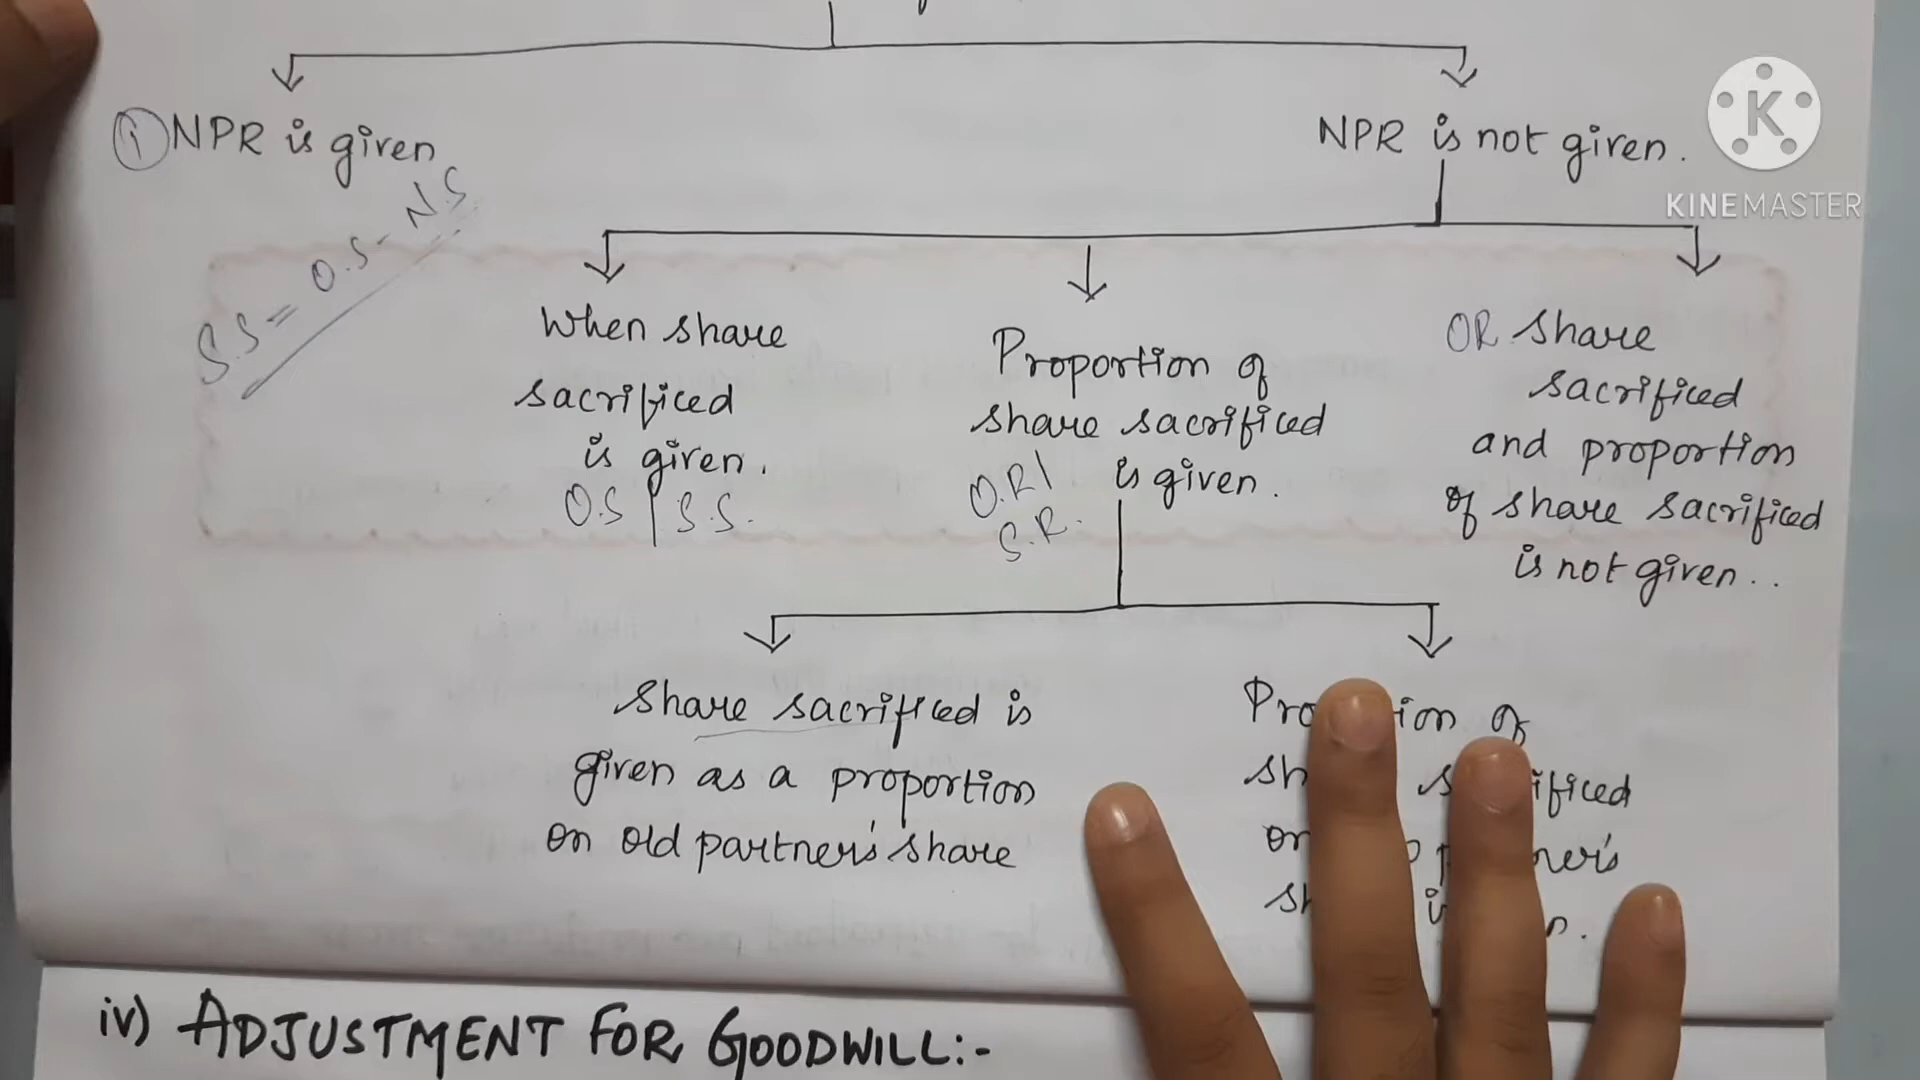 i) NPR is given
NPR is not given.
K
KINEMASTER
S.S = O.S - N.S
When share
sacrificed
is given.
O.S / S.S.
Proportion of
share sacrificed
is given.
O.R /
S.R.
OR share
sacrificed
and proportion
of share sacrificed
is not given..
Share sacrificed is
given as a proportion
on old partner's share
of
iv) ADJUSTMENT FOR GOODWILL:-